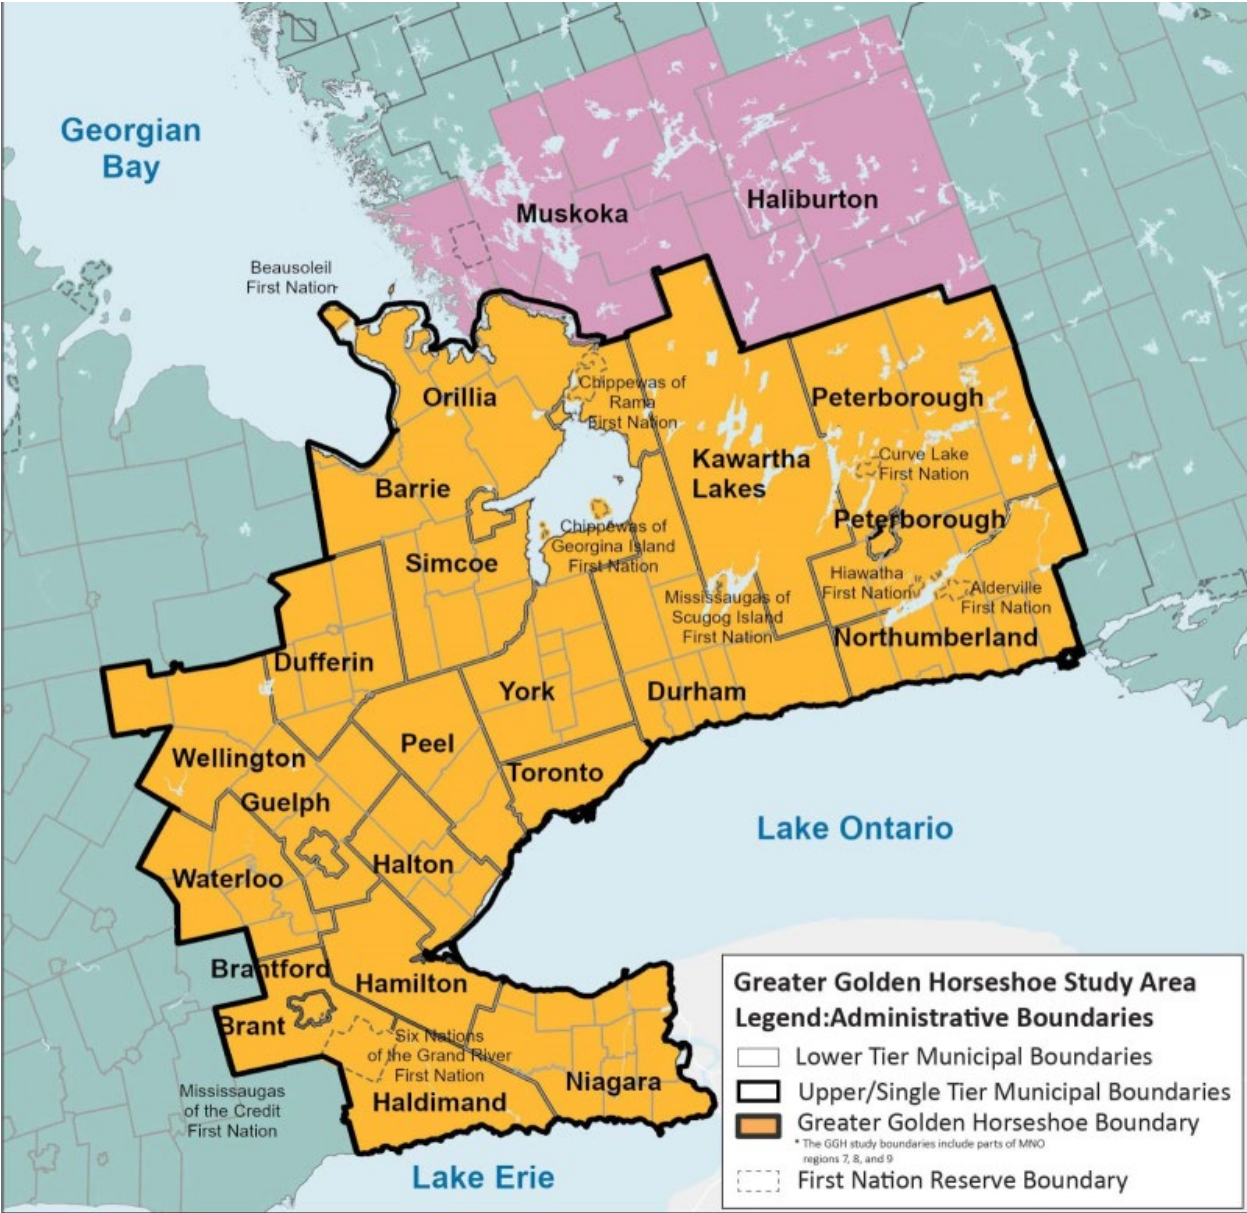 Georgian
Bay
Muskoka
Haliburton
Beausoleil
First Nation
Orillia
Chippewas of
Rama
First Nation
Peterborough
Kawartha
Lakes
Curve Lake
First Nation
Barrie
Peterborough
Chippewas of
Georgina Island
First Nation
Simcoe
Hiawatha
First Nation
Alderville
First Nation
Mississaugas of
Scugog Island
First Nation
Northumberland
Dufferin
York
Durham
Wellington
Peel
Toronto
Guelph
Lake Ontario
Halton
Waterloo
Brantford
Hamilton
Brant
Six Nations
of the Grand River
First Nation
Niagara
Mississaugas
of the Credit
First Nation
Haldimand
Lake Erie
Greater Golden Horseshoe Study Area
Legend:Administrative Boundaries
Lower Tier Municipal Boundaries
Upper/Single Tier Municipal Boundaries
Greater Golden Horseshoe Boundary
* The GGH study boundaries include parts of MNO
regions 7, 8, and 9
First Nation Reserve Boundary